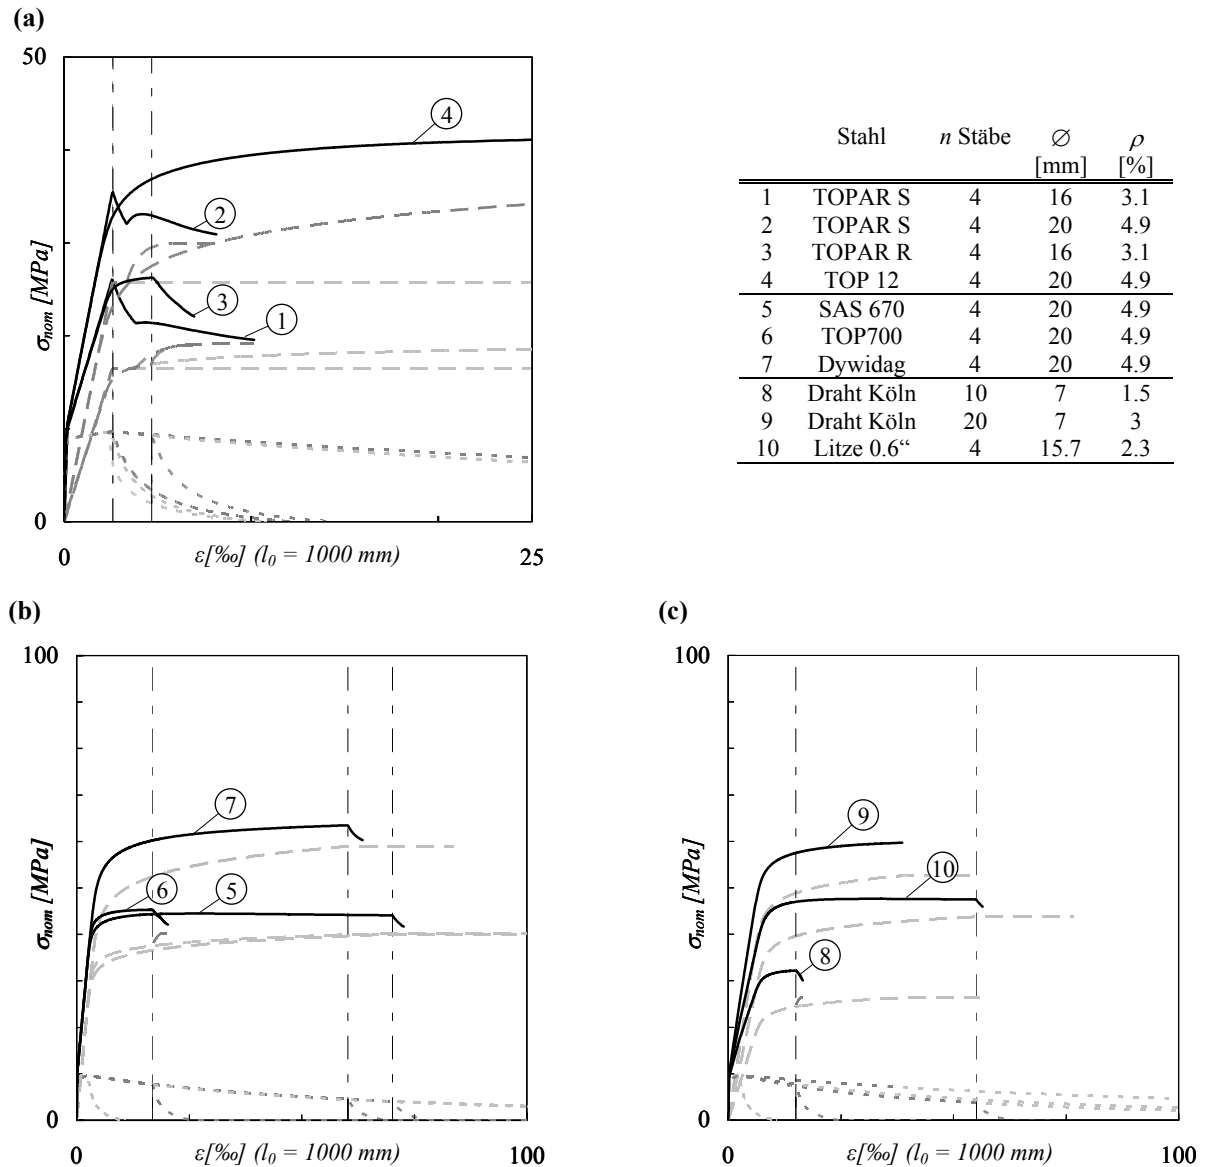 (a)
50
4
2
3
1
σnom [MPa]
0
0
ε[‰] (l0 = 1000 mm)
25
Stahl n Stäbe ∅ ρ
[mm] [%]
1 TOPAR S 4 16 3.1
2 TOPAR S 4 20 4.9
3 TOPAR R 4 16 3.1
4 TOP 12 4 20 4.9
5 SAS 670 4 20 4.9
6 TOP700 4 20 4.9
7 Dywidag 4 20 4.9
8 Draht Köln 10 7 1.5
9 Draht Köln 20 7 3
10 Litze 0.6“ 4 15.7 2.3
(b)
100
7
6
5
σnom [MPa]
0
0
ε[‰] (l0 = 1000 mm)
100
(c)
100
9
10
8
σnom [MPa]
0
0
ε[‰] (l0 = 1000 mm)
100